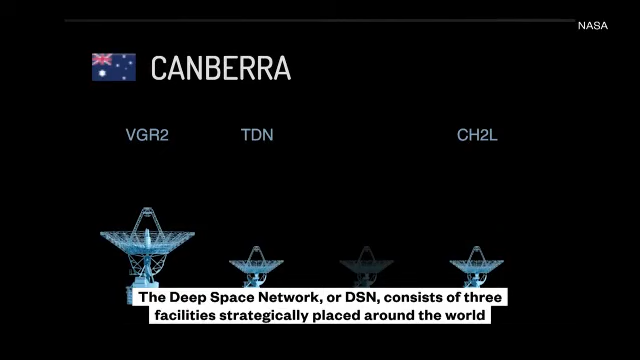 NASA
CANBERRA
VGR2 TDN CH2L
The Deep Space Network, or DSN, consists of three
facilities strategically placed around the world